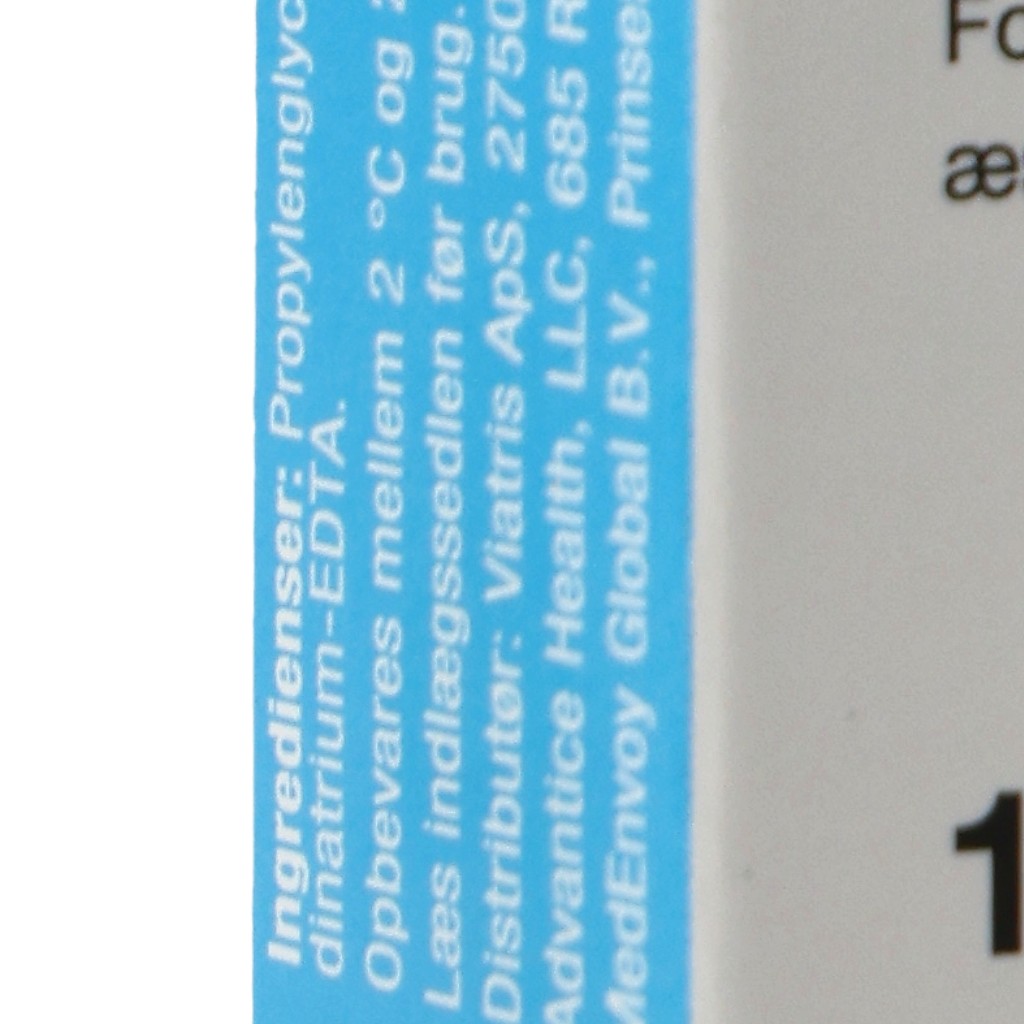 Ingredienser: Propylenglyc
dinatrium-EDTA.
Opbevares mellem 2 °C og
Læs indlægssedlen før brug.
Distributør: Viatris ApS, 2750
Advantice Health, LLC, 685 R
MedEnvoy Global B.V., Prinse
Fo
æs
1